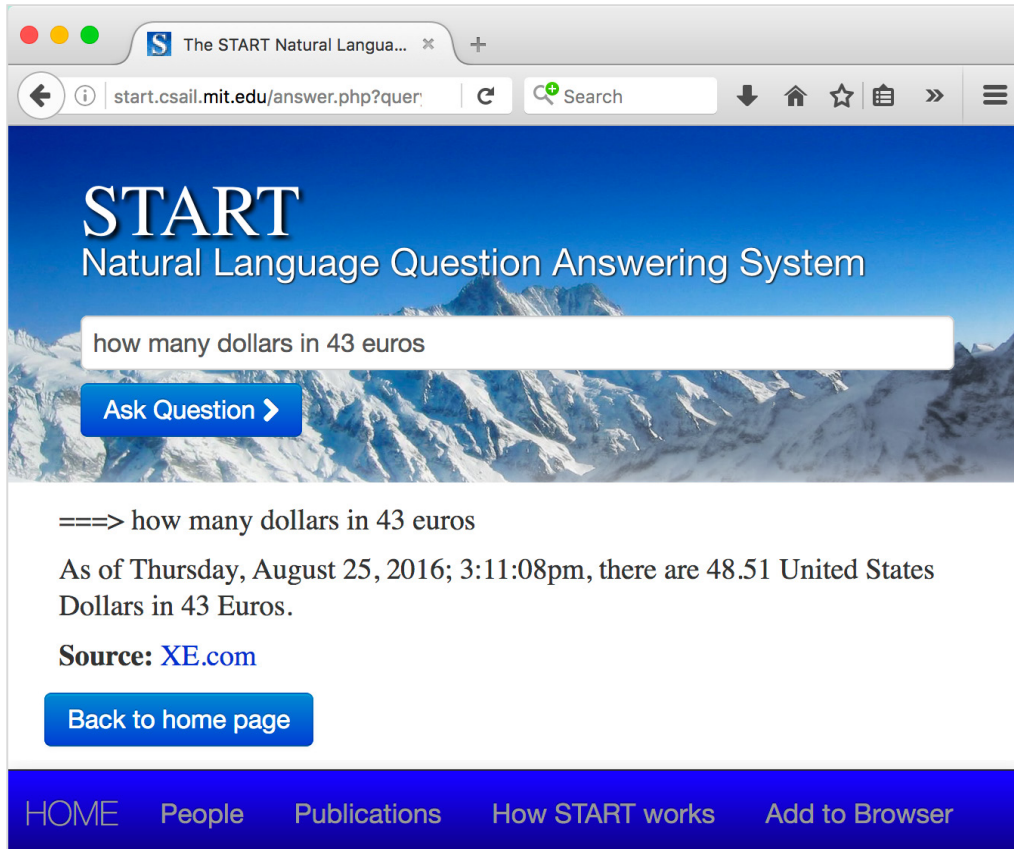 The START Natural Langua...
start.csail.mit.edu/answer.php?quer
Search
START
Natural Language Question Answering System
how many dollars in 43 euros
Ask Question
===> how many dollars in 43 euros
As of Thursday, August 25, 2016; 3:11:08pm, there are 48.51 United States
Dollars in 43 Euros.
Source: XE.com
Back to home page
HOME People Publications How START works Add to Browser